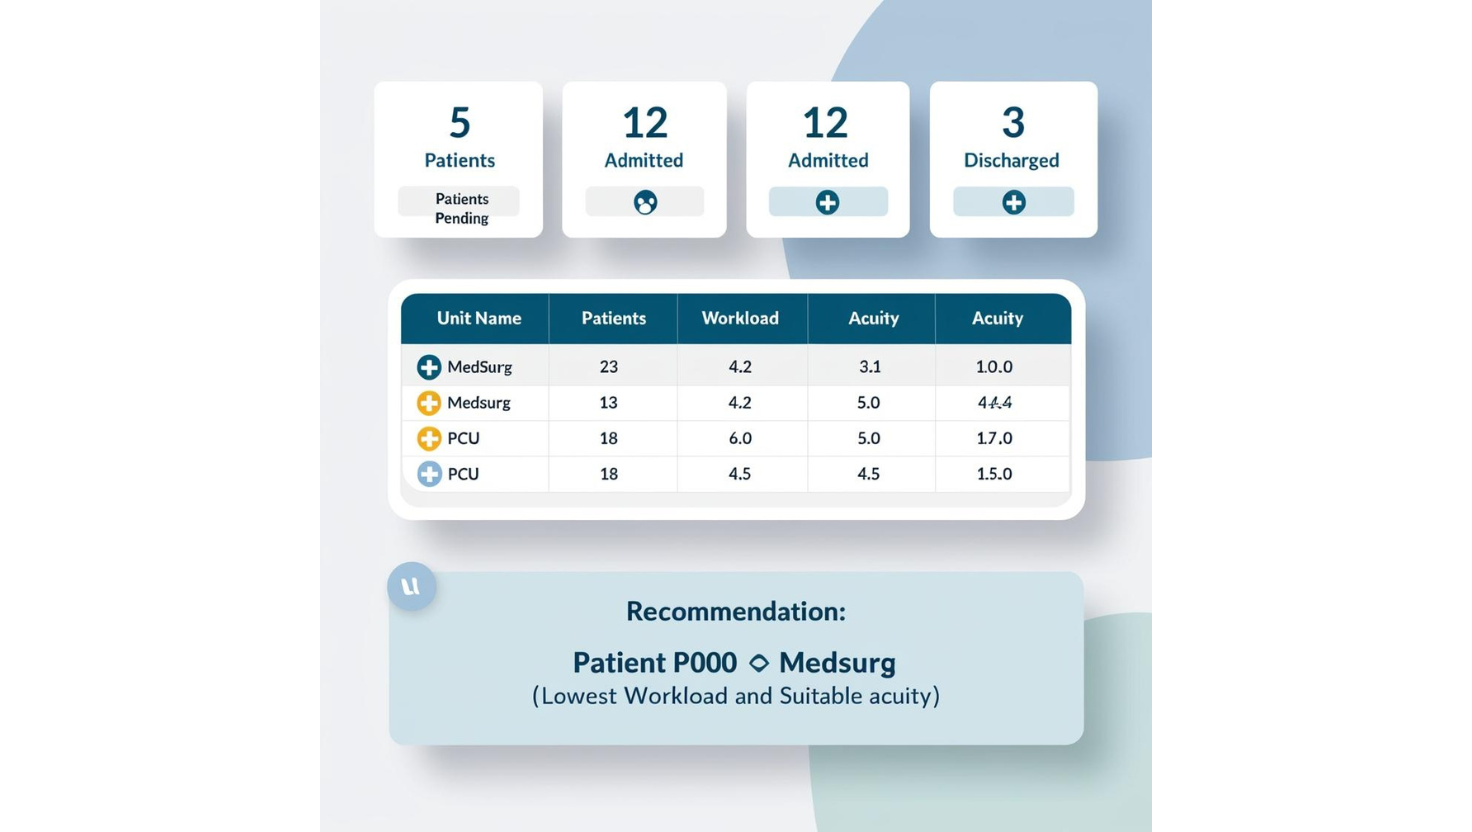 5
Patients
Patients
Pending
12
Admitted
12
Admitted
3
Discharged
Unit Name Patients Workload Acuity Acuity
MedSurg 23 4.2 3.1 1.0.0
Medsurg 13 4.2 5.0
PCU 18 6.0 5.0 1.7.0
PCU 18 4.5 4.5 1.5.0
Recommendation:
Patient P000 Medsurg
(Lowest Workload and Suitable acuity)